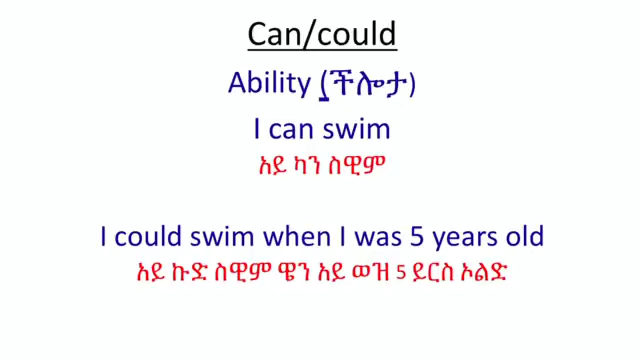 Can/could
Ability (ችሎታ)
I can swim
አይ ካን ስዊም
I could swim when I was 5 years old
አይ ኩድ ስዊም ዌን አይ ወዝ 5 ይርስ ኦልድ